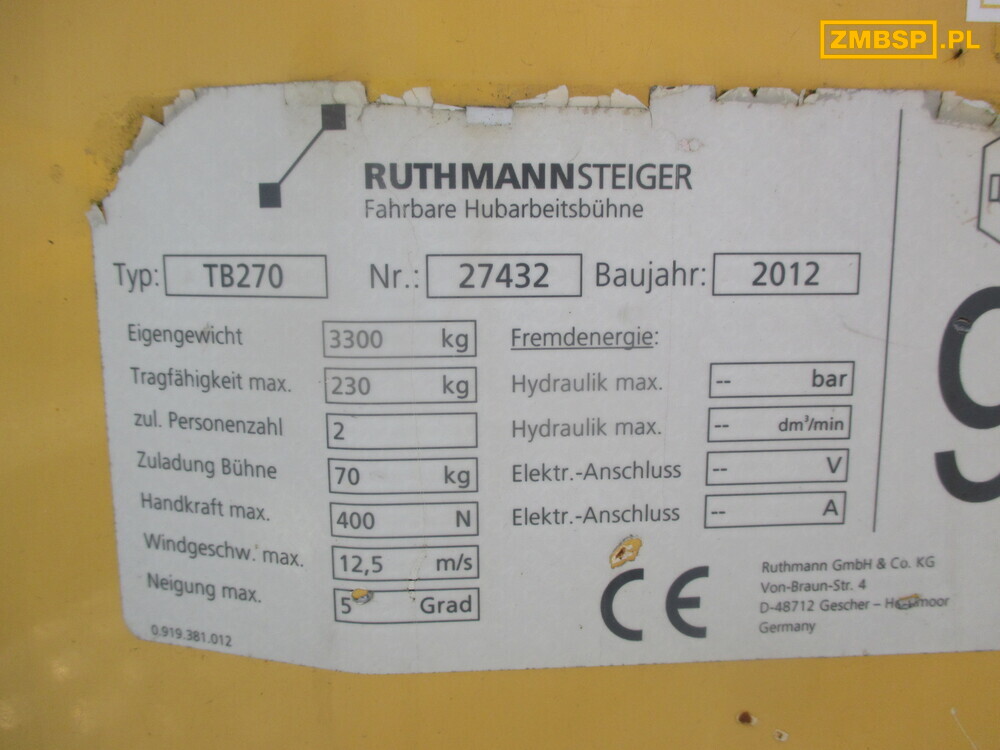 ZMBSP.PL
RUTHMANNSTEIGER
Fahrbare Hubarbeitsbühne
Typ: TB270 Nr.: 27432 Baujahr: 2012
Eigengewicht 3300 kg
Tragfähigkeit max. 230 kg
zul. Personenzahl 2
Zuladung Bühne 70 kg
Handkraft max. 400 N
Windgeschw. max. 12,5 m/s
Neigung max. 5 Grad
0.919.381.012
Fremdenergie:
Hydraulik max. -- bar
Hydraulik max. -- dm³/min
Elektr.-Anschluss -- V
Elektr.-Anschluss -- A
CE
Ruthmann GmbH & Co. KG
Von-Braun-Str. 4
D-48712 Gescher –
Germany